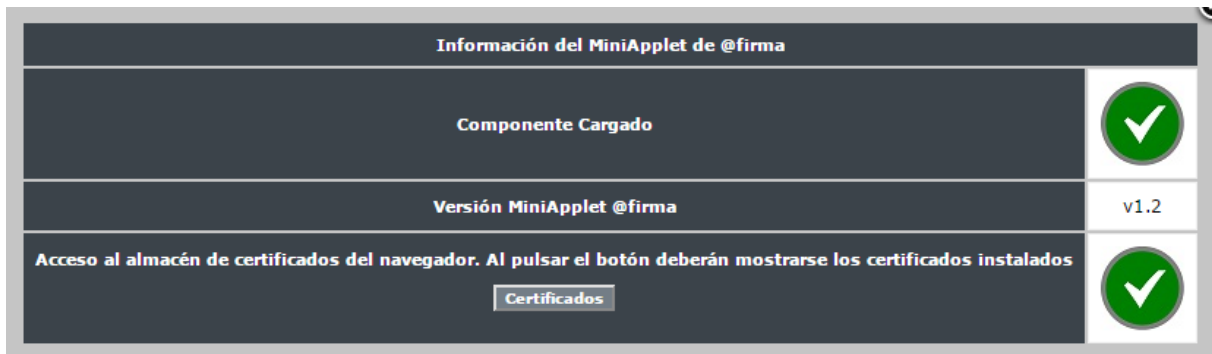 Información del MiniApplet de @firma
Componente Cargado
Versión MiniApplet @firma
v1.2
Acceso al almacén de certificados del navegador. Al pulsar el botón deberán mostrarse los certificados instalados
Certificados